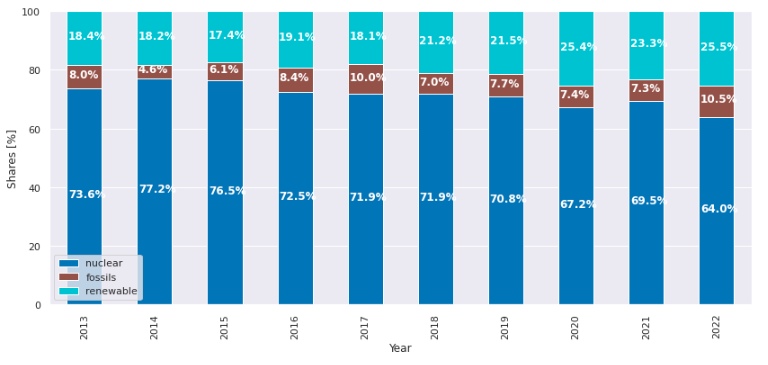 100
18.4% 18.2% 17.4% 19.1% 18.1% 21.2% 21.5% 25.4% 23.3% 25.5%
80
8.0% 4.6% 6.1% 8.4% 10.0% 7.0% 7.7% 7.4% 7.3% 10.5%
60
Shares [%]
40
73.6% 77.2% 76.5% 72.5% 71.9% 71.9% 70.8% 67.2% 69.5% 64.0%
20
nuclear
fossils
renewable
0
2013 2014 2015 2016 2017 2018 2019 2020 2021 2022
Year